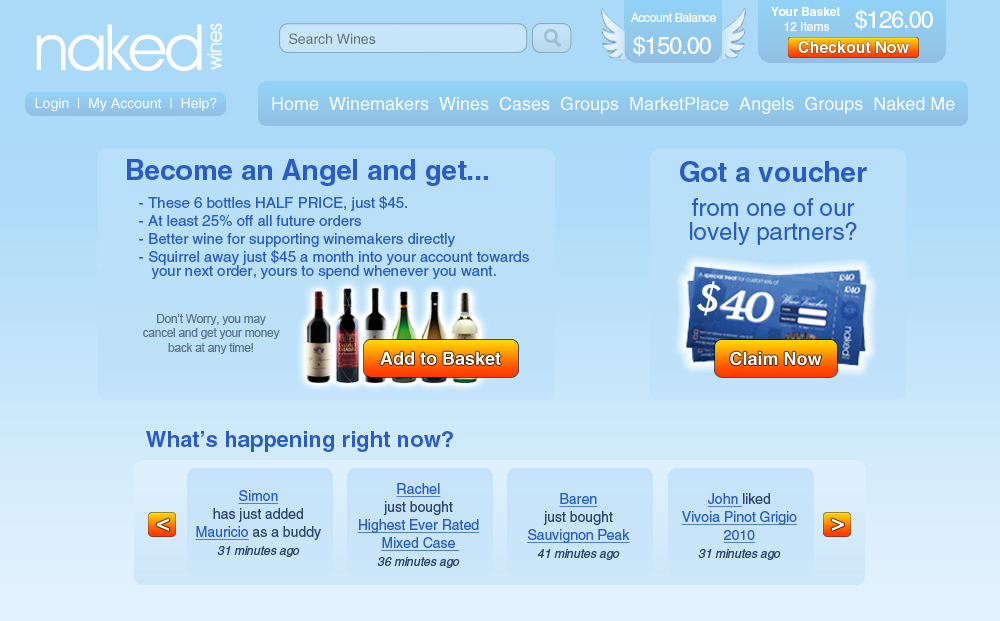 naked
wines
Search Wines
Account Balance
$150.00
Your Basket
12 Items
$126.00
Checkout Now
Login | My Account | Help?
Home Winemakers Wines Cases Groups MarketPlace Angels Groups Naked Me
Become an Angel and get...
- These 6 bottles HALF PRICE, just $45.
- At least 25% off all future orders
- Better wine for supporting winemakers directly
- Squirrel away just $45 a month into your account towards
your next order, yours to spend whenever you want.
Don't Worry, you may
cancel and get your money
back at any time!
Add to Basket
Got a voucher
from one of our
lovely partners?
A special treat for customers of
£40
£40
$40
Wine Voucher
naked
Claim Now
What's happening right now?
<
Simon
has just added
Mauricio as a buddy
31 minutes ago
Rachel
just bought
Highest Ever Rated
Mixed Case
36 minutes ago
Baren
just bought
Sauvignon Peak
41 minutes ago
John liked
Vivoia Pinot Grigio
2010
31 minutes ago
>